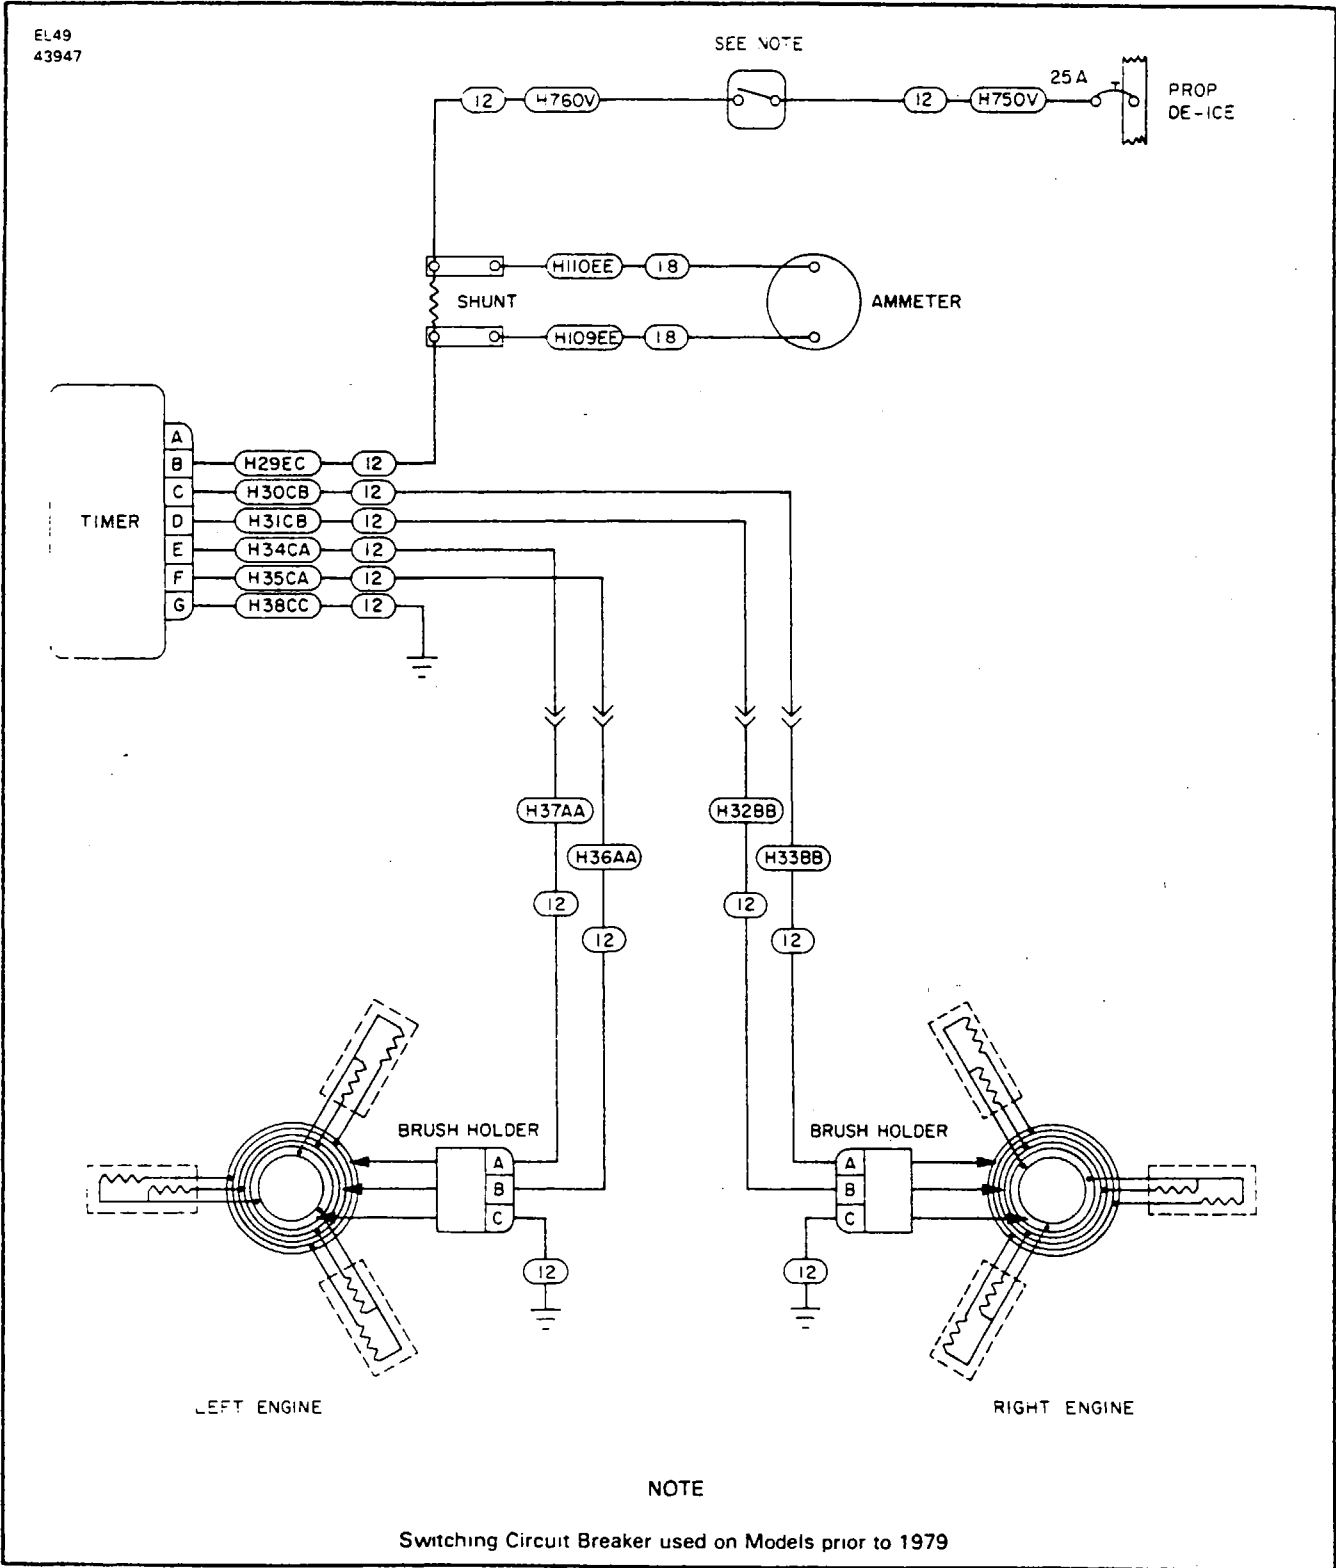 EL49
43947
SEE NOTE
12 H760V 12 H750V 25 A
PROP
DE-ICE
H110EE 18
SHUNT
AMMETER
H109EE 18
TIMER
A
B H29EC 12
C H30CB 12
D H31CB 12
E H34CA 12
F H35CA 12
G H38CC 12
H37AA H32BB
H36AA H33BB
12 12
12 12
BRUSH HOLDER BRUSH HOLDER
A A
B B
C C
12 12
LEFT ENGINE RIGHT ENGINE
NOTE
Switching Circuit Breaker used on Models prior to 1979